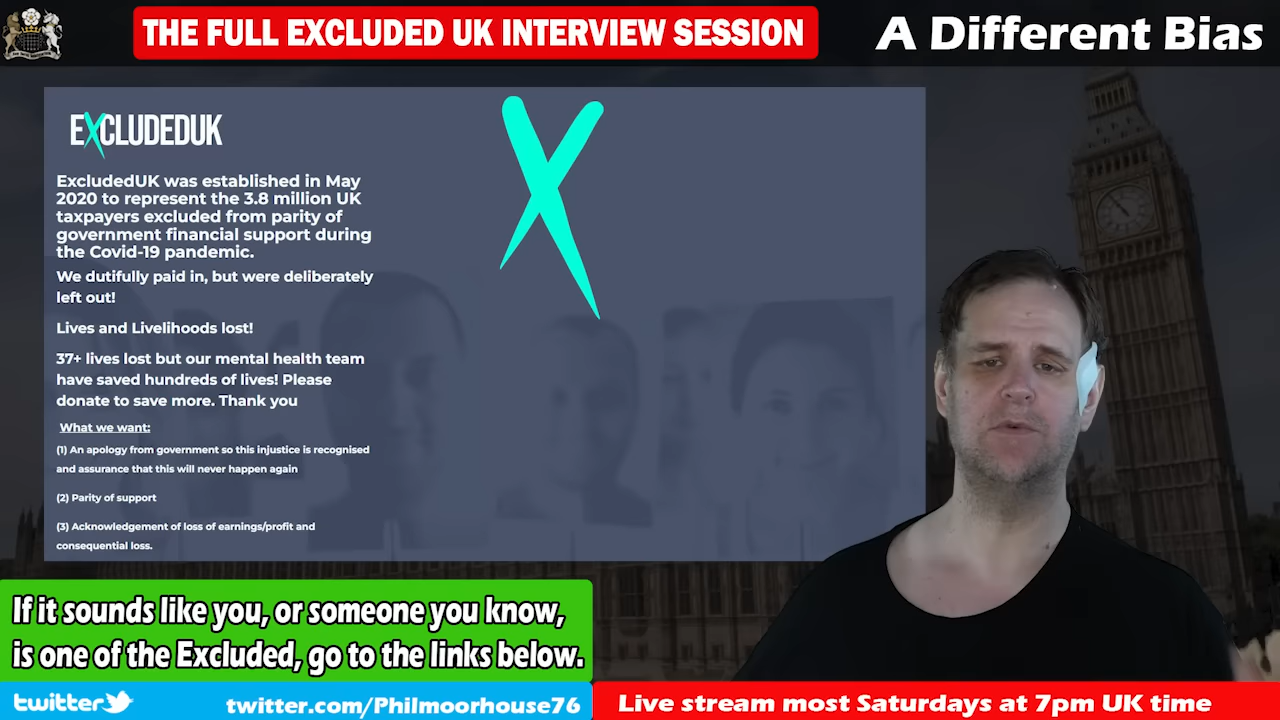 THE FULL EXCLUDED UK INTERVIEW SESSION
A Different Bias
EXCLUDEDUK
ExcludedUK was established in May
2020 to represent the 3.8 million UK
taxpayers excluded from parity of
government financial support during
the Covid-19 pandemic.
We dutifully paid in, but were deliberately
left out!
Lives and Livelihoods lost!
37+ lives lost but our mental health team
have saved hundreds of lives! Please
donate to save more. Thank you
What we want:
(1) An apology from government so this injustice is recognised
and assurance that this will never happen again
(2) Parity of support
(3) Acknowledgement of loss of earnings/profit and
consequential loss.
X
If it sounds like you, or someone you know,
is one of the Excluded, go to the links below.
twitter
twitter.com/Philmoorhouse76
Live stream most Saturdays at 7pm UK time